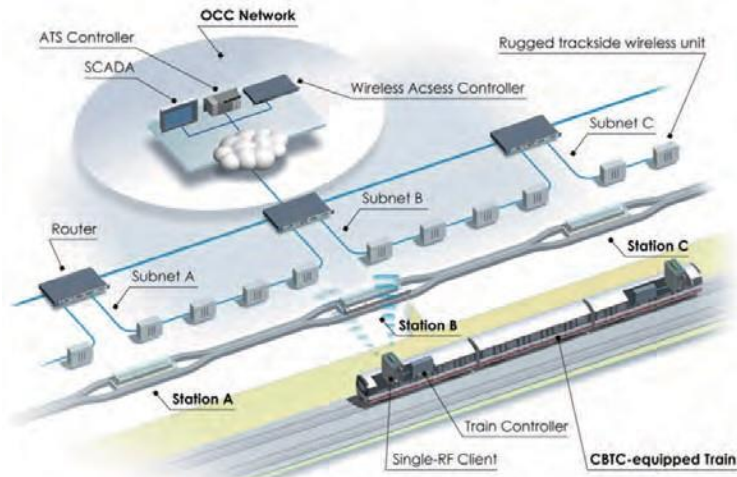 OCC Network
ATS Controller
SCADA
Rugged trackside wireless unit
Wireless Acsess Controller
Subnet C
Subnet B
Router
Subnet A
Station C
Station B
Station A
Train Controller
Single-RF Client
CBTC-equipped Train